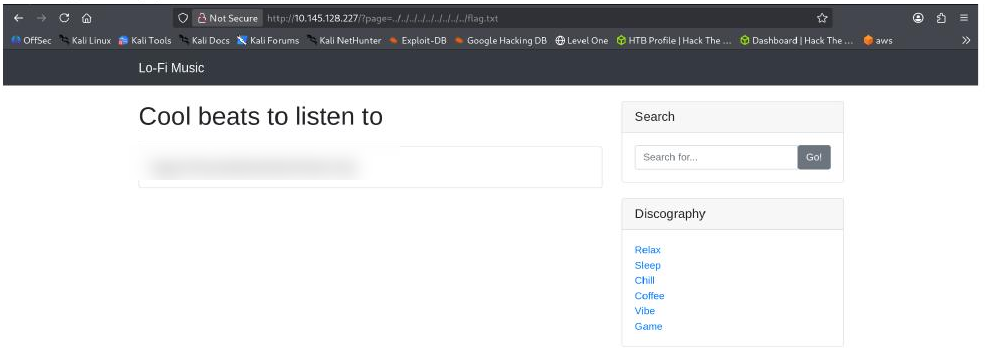 Not Secure http://10.145.128.227/?page=../../../../../../../../../flag.txt
OffSec Kali Linux Kali Tools Kali Docs Kali Forums Kali NetHunter Exploit-DB Google Hacking DB Level One HTB Profile | Hack The ... Dashboard | Hack The ... aws
Lo-Fi Music
Cool beats to listen to
Search
Search for... Go!
Discography
Relax
Sleep
Chill
Coffee
Vibe
Game